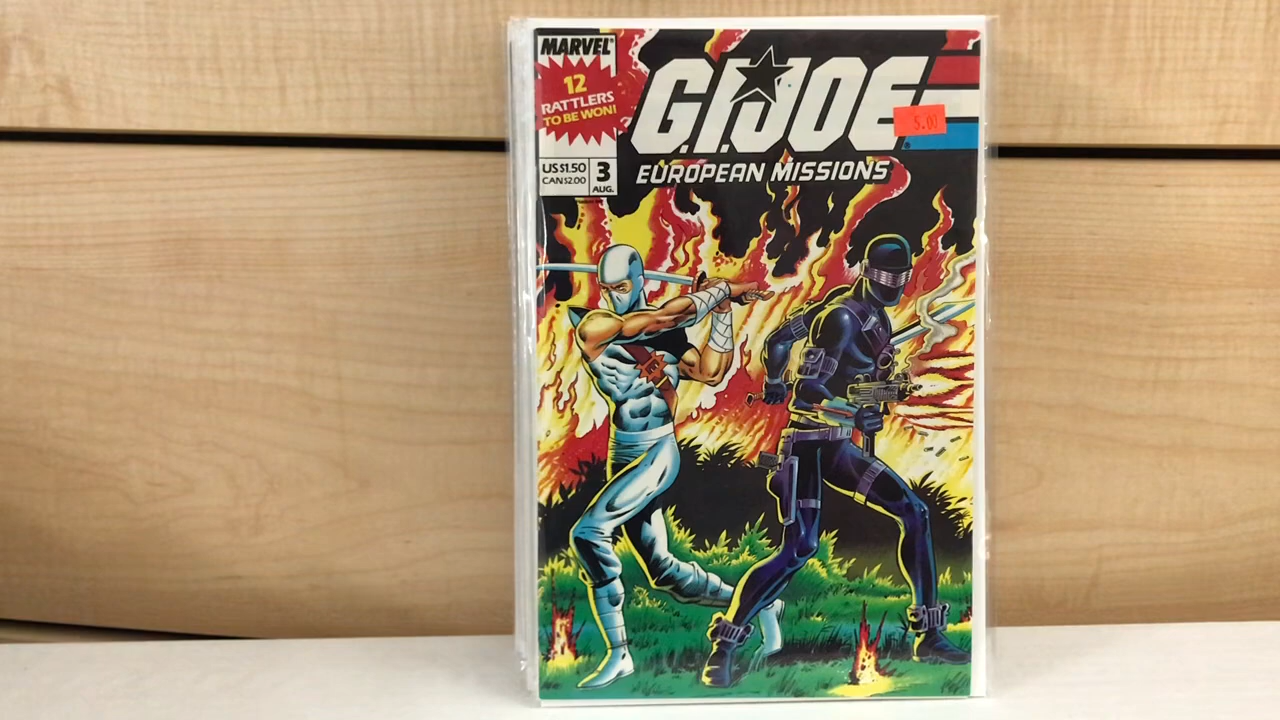 MARVEL
12
RATTLERS
TO BE WON!
US $1.50
CAN $2.00
3
AUG.
G.I. JOE
EUROPEAN MISSIONS
5.00